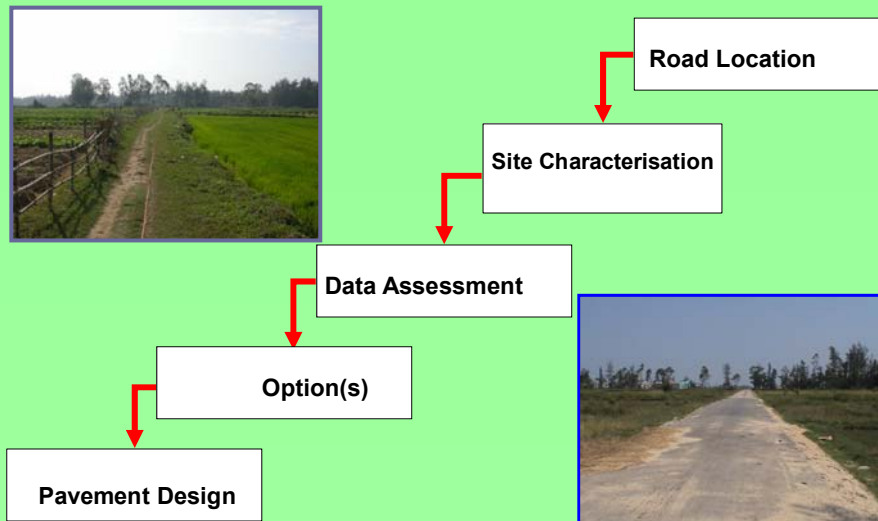 Road Location
Site Characterisation
Data Assessment
Option(s)
Pavement Design